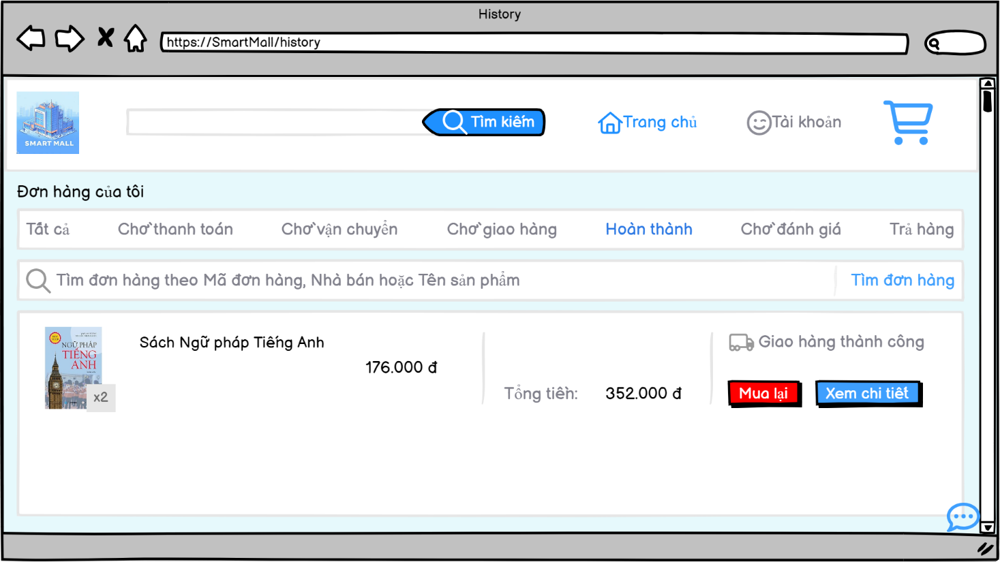 History
https://SmartMall/history
SMART MALL
Tìm kiếm
Trang chủ
Tài khoản
Đơn hàng của tôi
Tất cả
Chờ thanh toán
Chờ vận chuyển
Chờ giao hàng
Hoàn thành
Chờ đánh giá
Trả hàng
Tìm đơn hàng theo Mã đơn hàng, Nhà bán hoặc Tên sản phẩm
Tìm đơn hàng
NGỮ PHÁP
TIẾNG
ANH
x2
Sách Ngữ pháp Tiếng Anh
176.000 đ
Tổng tiền:
352.000 đ
Giao hàng thành công
Mua lại
Xem chi tiết